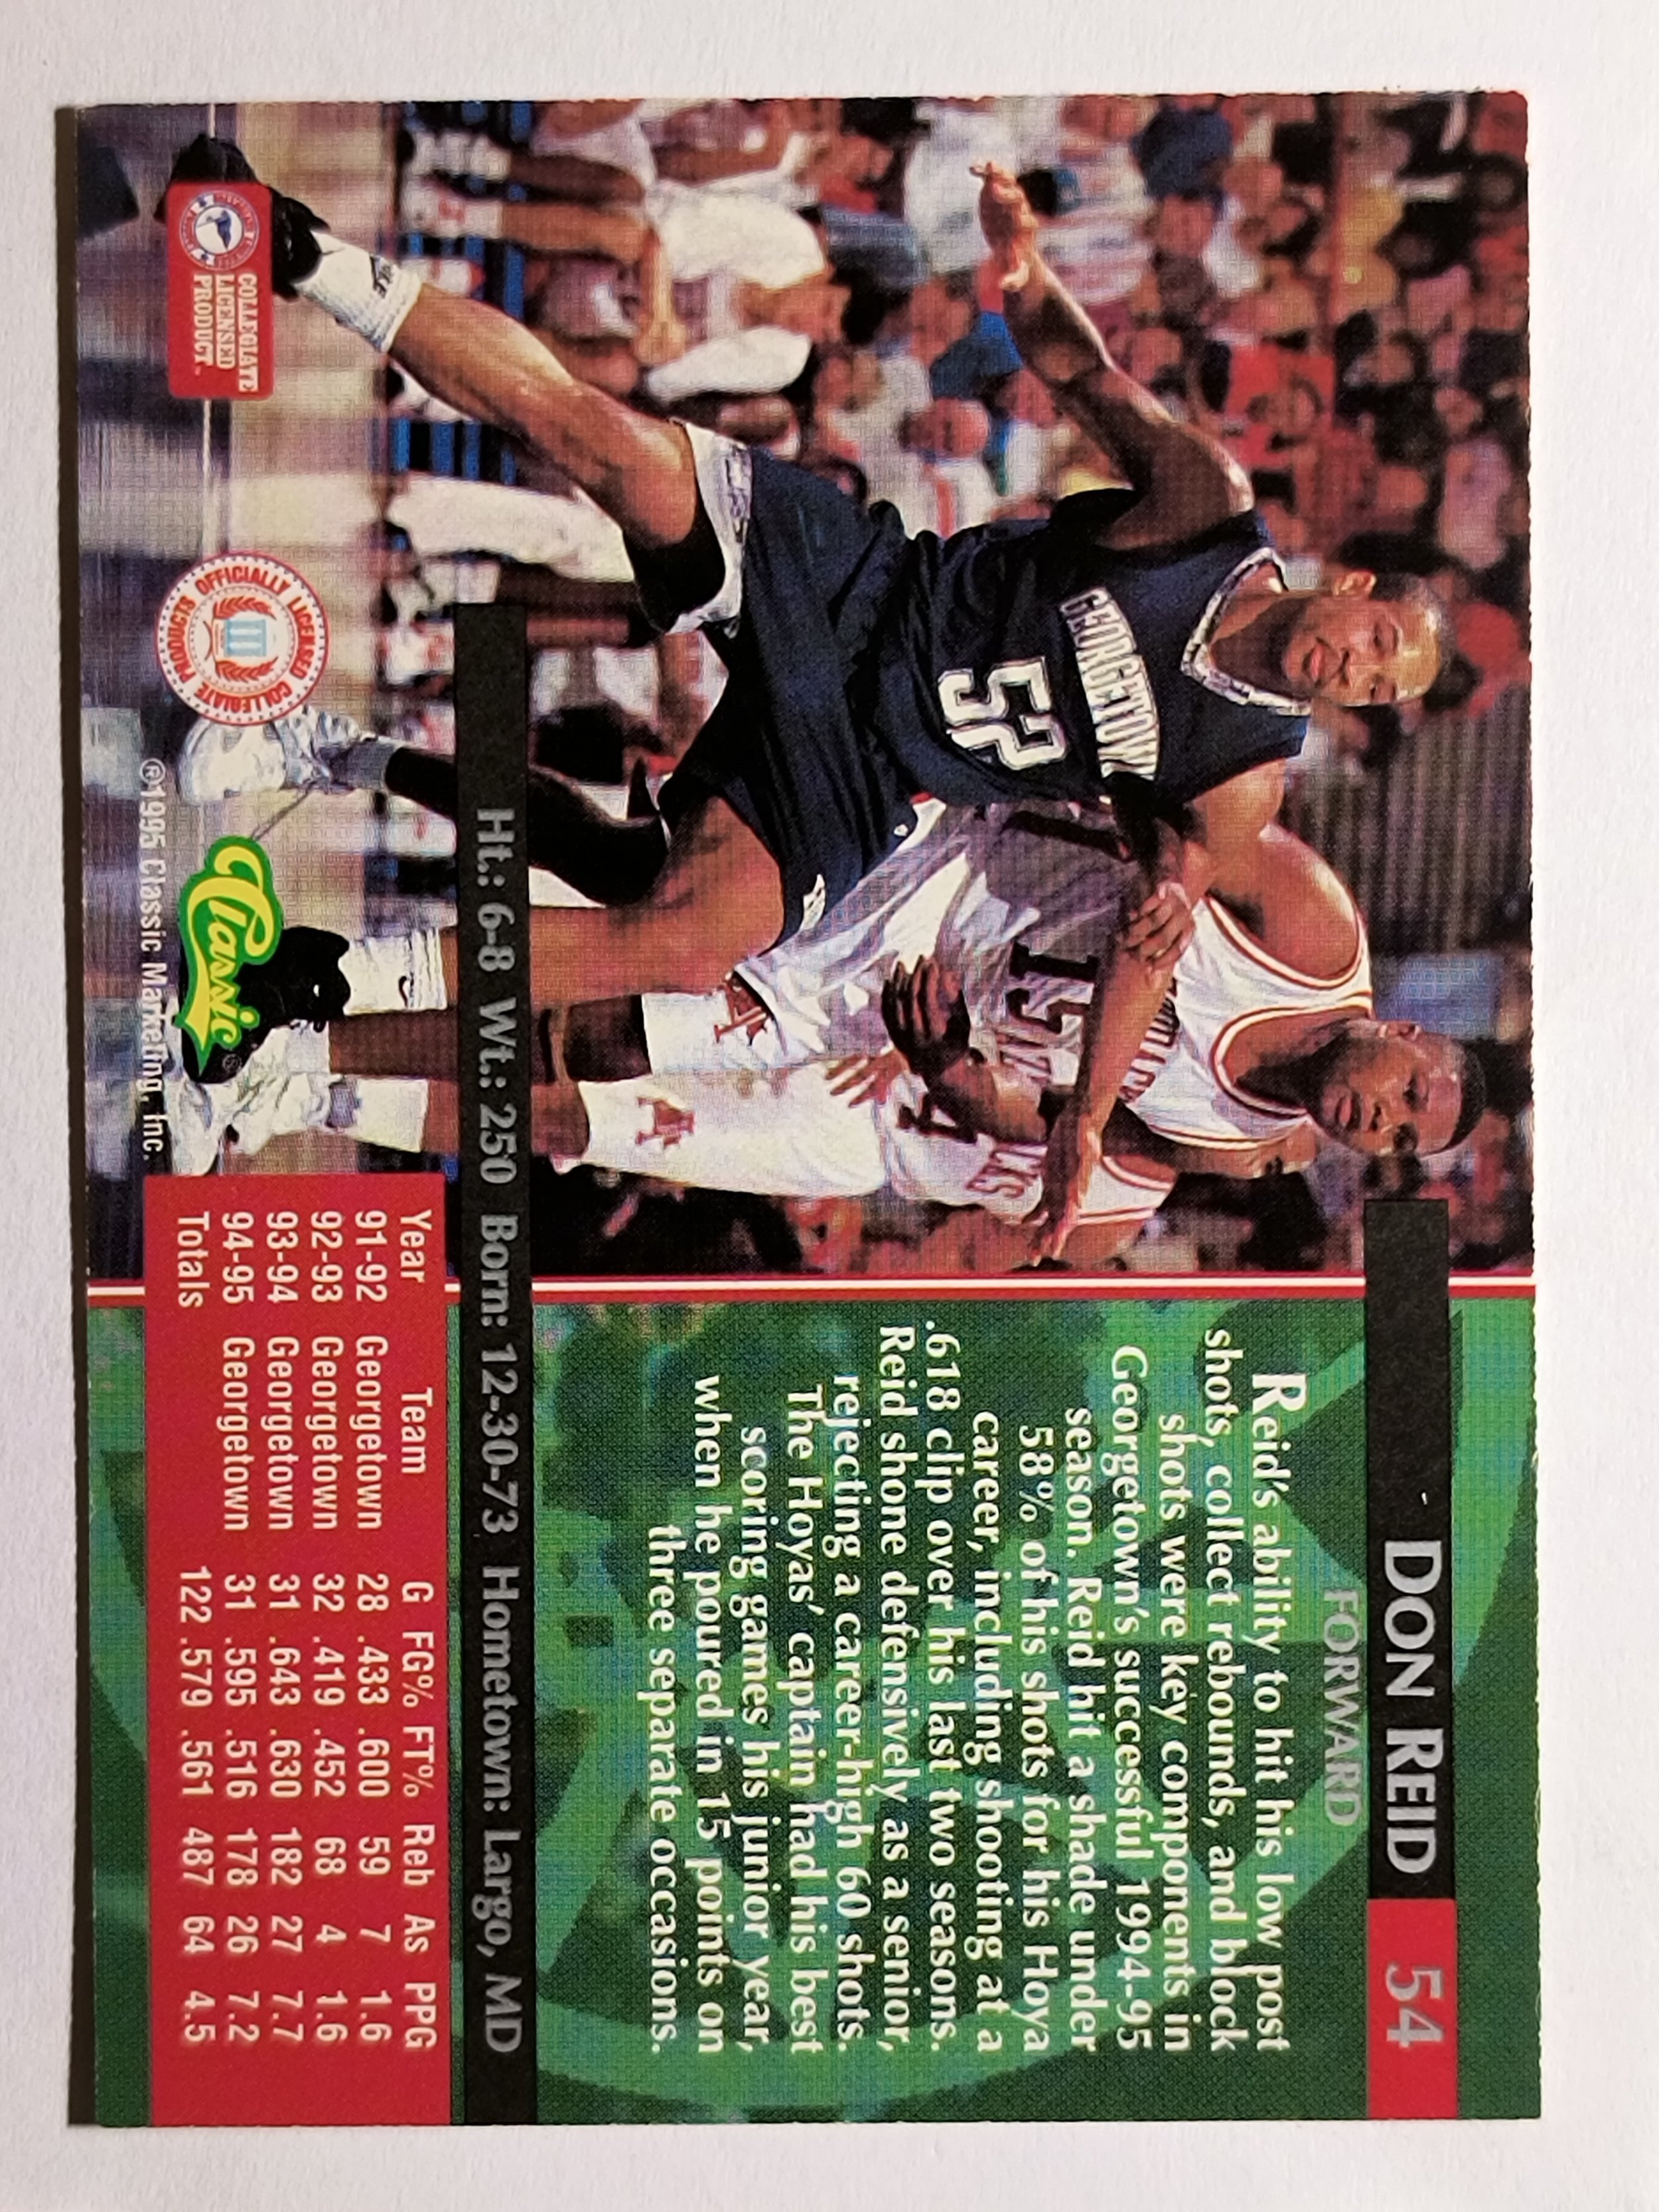 DON REID
54
FORWARD
Reid's ability to hit his low post
shots, collect rebounds, and block
shots were key components in
Georgetown's successful 1994-95
season. Reid hit a shade under
58% of his shots for his Hoya
career, including shooting at a
.618 clip over his last two seasons.
Reid shone defensively as a senior,
rejecting a career-high 60 shots.
The Hoyas' captain had his best
scoring games his junior year,
when he poured in 15 points on
three separate occasions.
GEORGETOWN
52
15
4
A
A
Ht.: 6-8 Wt.: 250 Born: 12-30-73 Hometown: Largo, MD
Year Team G FG% FT% Reb As PPG
91-92 Georgetown 28 .433 .600 59 7 1.6
92-93 Georgetown 32 .419 .452 68 4 1.6
93-94 Georgetown 31 .643 .630 182 27 7.7
94-95 Georgetown 31 .595 .516 178 26 7.2
Totals 122 .579 .561 487 64 4.5
COLLEGIATE
LICENSED
PRODUCT™
OFFICIALLY LICENSED COLLEGIATE PRODUCTS
Classic®
©1995 Classic Marketing, Inc.